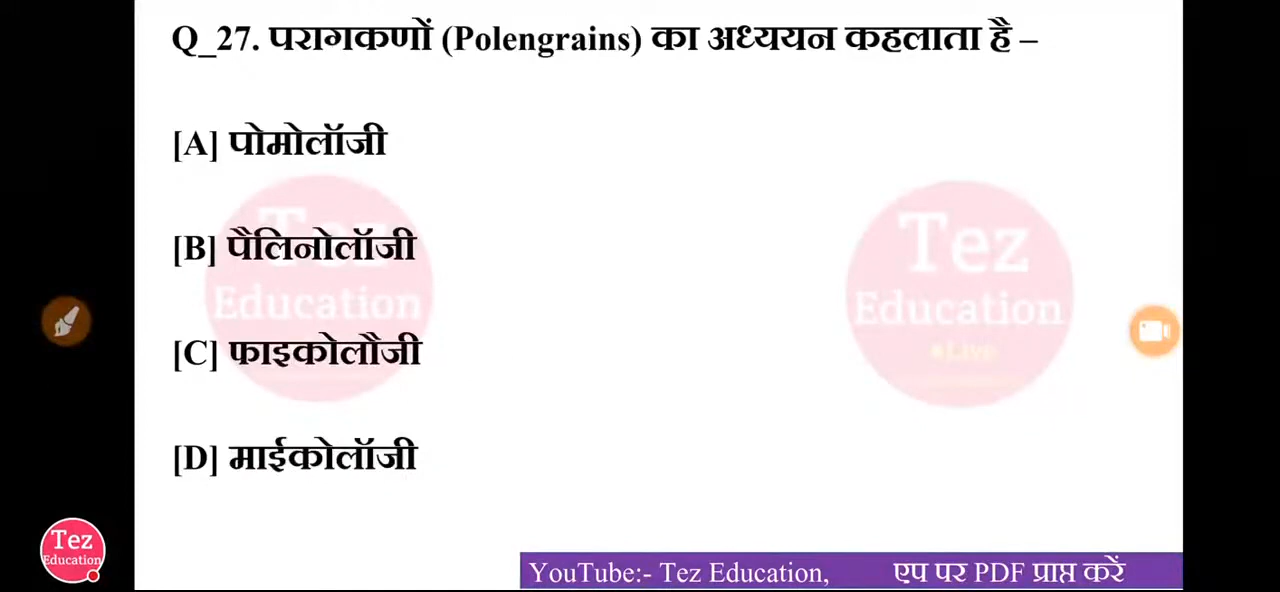 Q_27. परागकणों (Polengrains) का अध्ययन कहलाता है –
[A] पोमोलॉजी
[B] पैलिनोलॉजी
[C] फाइकोलौजी
[D] माईकोलॉजी
Tez
Education
Tez
Education
Live
Tez
Education
YouTube:- Tez Education, एप पर PDF प्राप्त करें